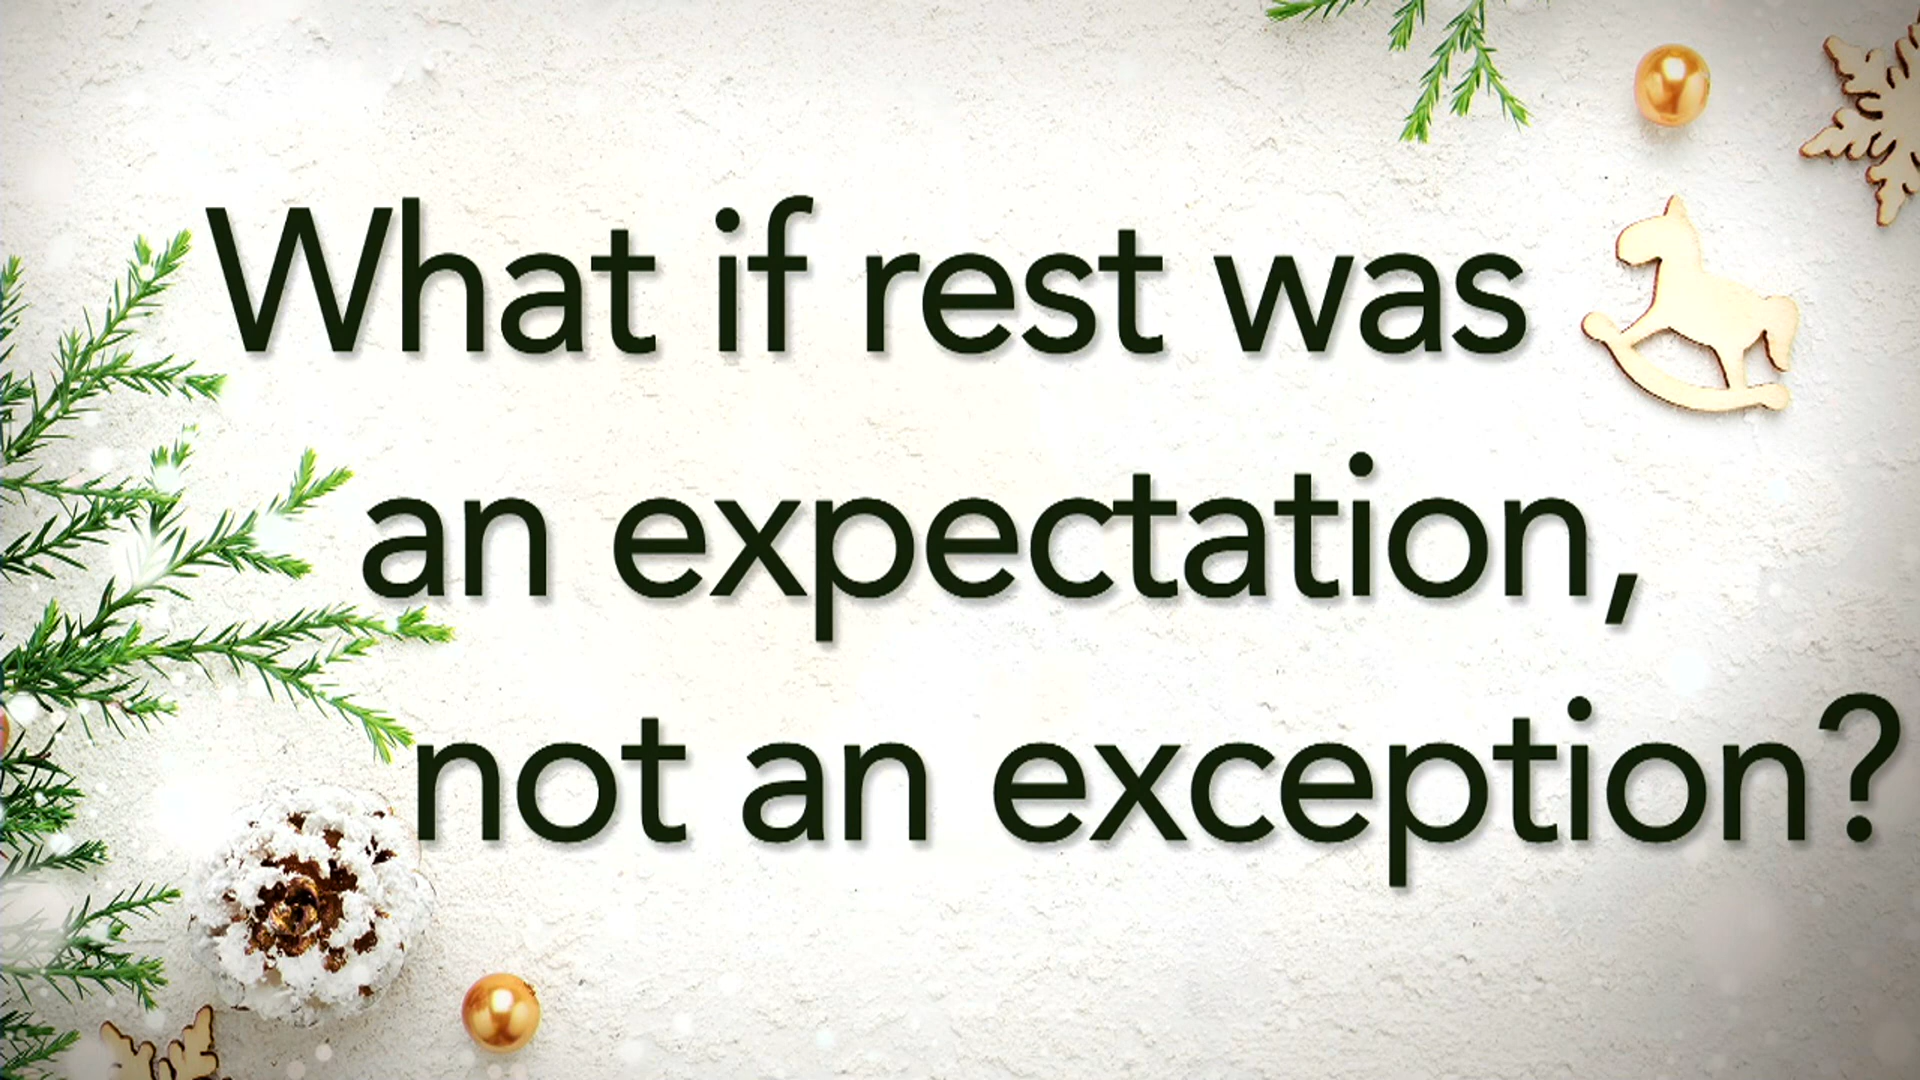 What if rest was
an expectation,
not an exception?